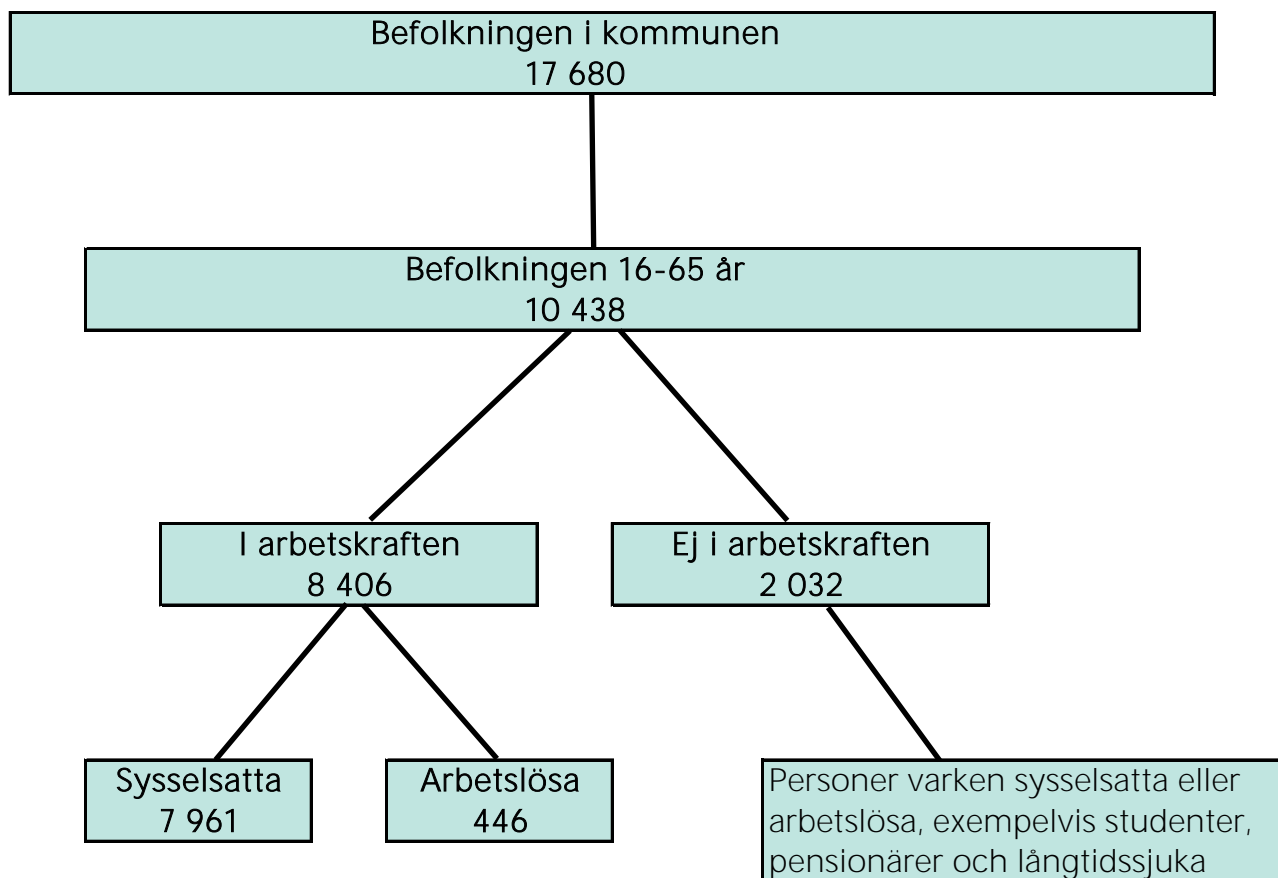 Befolkningen i kommunen
17 680
Befolkningen 16-65 år
10 438
I arbetskraften
8 406
Ej i arbetskraften
2 032
Sysselsatta
7 961
Arbetslösa
446
Personer varken sysselsatta eller
arbetslösa, exempelvis studenter,
pensionärer och långtidssjuka